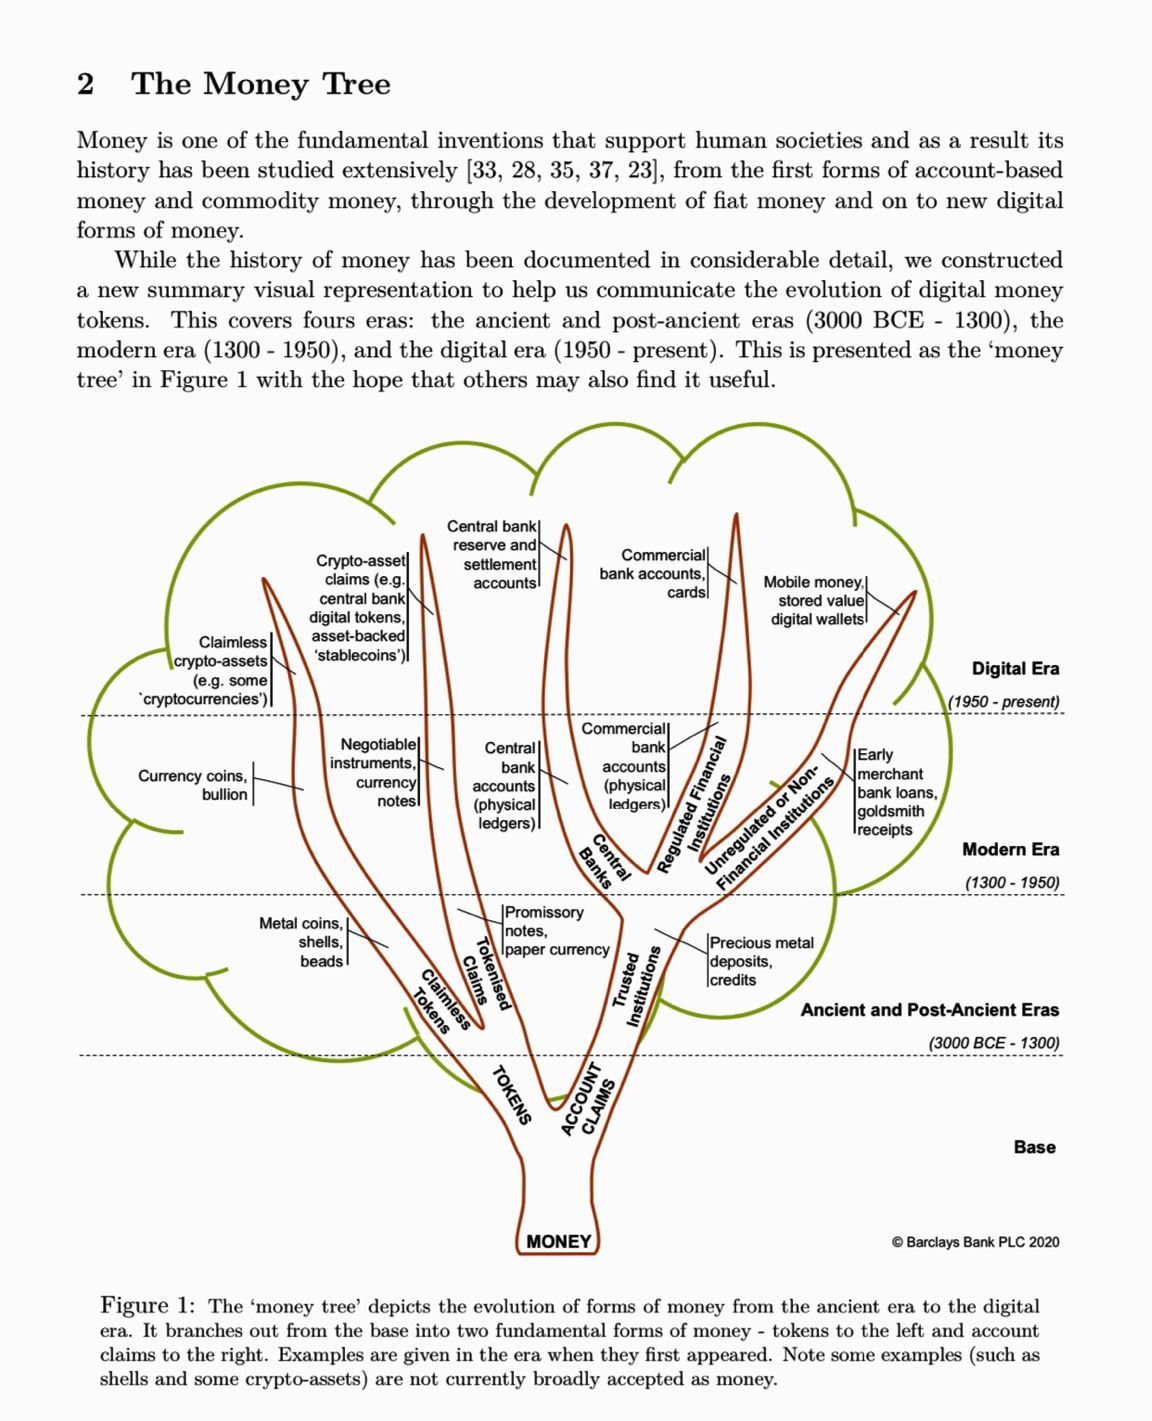 2 The Money Tree
Money is one of the fundamental inventions that support human societies and as a result its
history has been studied extensively [33, 28, 35, 37, 23], from the first forms of account-based
money and commodity money, through the development of fiat money and on to new digital
forms of money.
While the history of money has been documented in considerable detail, we constructed
a new summary visual representation to help us communicate the evolution of digital money
tokens. This covers fours eras: the ancient and post-ancient eras (3000 BCE - 1300), the
modern era (1300 - 1950), and the digital era (1950 - present). This is presented as the ‘money
tree’ in Figure 1 with the hope that others may also find it useful.
Claimless
crypto-assets
(e.g. some
`cryptocurrencies’)
Crypto-asset
claims (e.g.
central bank
digital tokens,
asset-backed
‘stablecoins’)
Central bank
reserve and
settlement
accounts
Commercial
bank accounts,
cards
Mobile money,
stored value
digital wallets
Digital Era
(1950 - present)
Currency coins,
bullion
Negotiable
instruments,
currency
notes
Central
bank
accounts
(physical
ledgers)
Commercial
bank
accounts
(physical
ledgers)
Early
merchant
bank loans,
goldsmith
receipts
Central
Banks
Regulated Financial
Institutions
Unregulated or Non-
Financial Institutions
Modern Era
(1300 - 1950)
Metal coins,
shells,
beads
Promissory
notes,
paper currency
Precious metal
deposits,
credits
Claimless
Tokens
Tokenised
Claims
Trusted
Institutions
Ancient and Post-Ancient Eras
(3000 BCE - 1300)
TOKENS
ACCOUNT
CLAIMS
Base
MONEY
© Barclays Bank PLC 2020
Figure 1: The ‘money tree’ depicts the evolution of forms of money from the ancient era to the digital
era. It branches out from the base into two fundamental forms of money - tokens to the left and account
claims to the right. Examples are given in the era when they first appeared. Note some examples (such as
shells and some crypto-assets) are not currently broadly accepted as money.